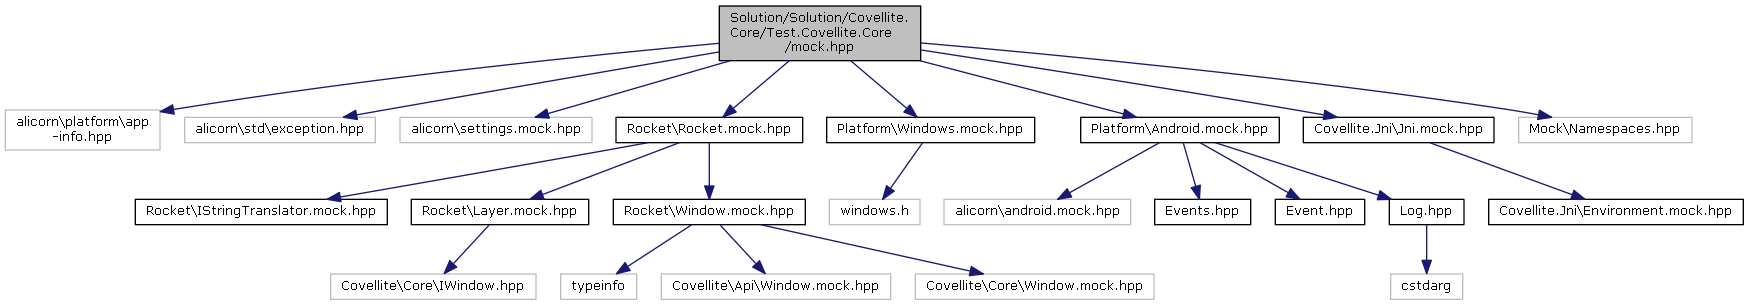 Solution/Solution/Covellite.
Core/Test.Covellite.Core
/mock.hpp
alicorn\platform\app
-info.hpp
alicorn\std\exception.hpp
alicorn\settings.mock.hpp
Rocket\Rocket.mock.hpp
Platform\Windows.mock.hpp
Platform\Android.mock.hpp
Covellite.Jni\Jni.mock.hpp
Mock\Namespaces.hpp
Rocket\IStringTranslator.mock.hpp
Rocket\Layer.mock.hpp
Rocket\Window.mock.hpp
windows.h
alicorn\android.mock.hpp
Events.hpp
Event.hpp
Log.hpp
Covellite.Jni\Environment.mock.hpp
Covellite\Core\IWindow.hpp
typeinfo
Covellite\Api\Window.mock.hpp
Covellite\Core\Window.mock.hpp
cstdarg